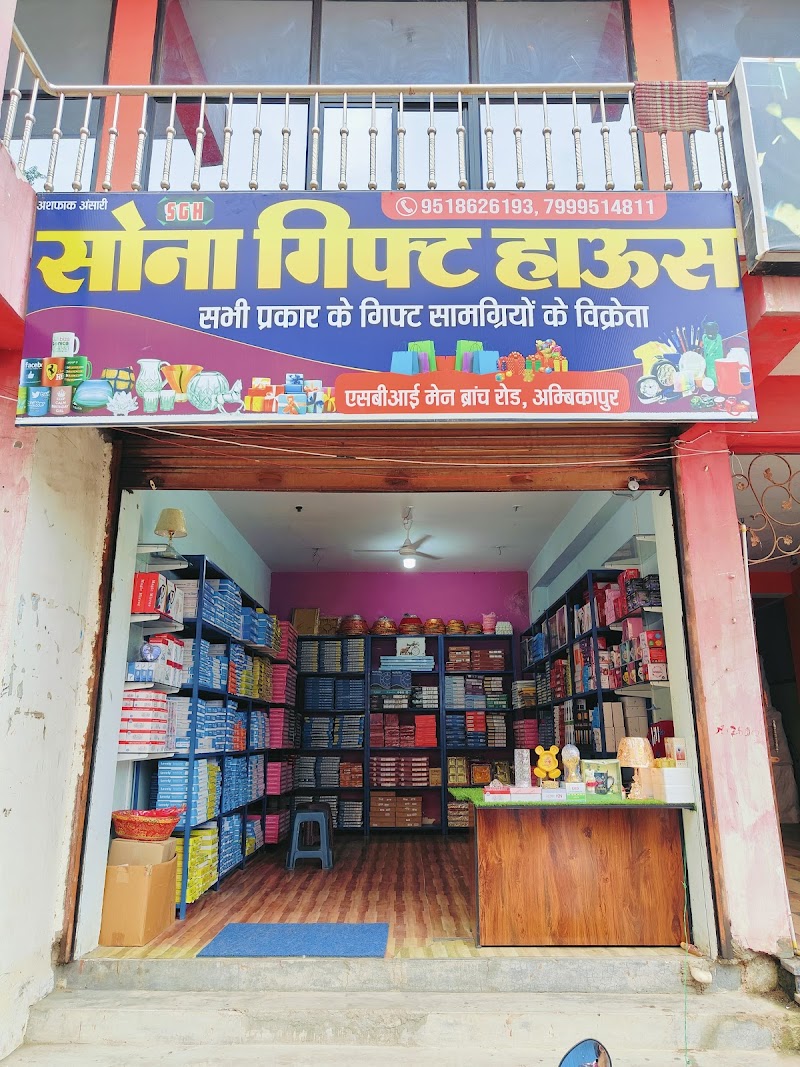 अशफाक अंसारी
SGH
9518626193, 7999514811
सोना गिफ्ट हाऊस
सभी प्रकार के गिफ्ट सामग्रियों के विक्रेता
एसबीआई मेन ब्रांच रोड, अम्बिकापुर